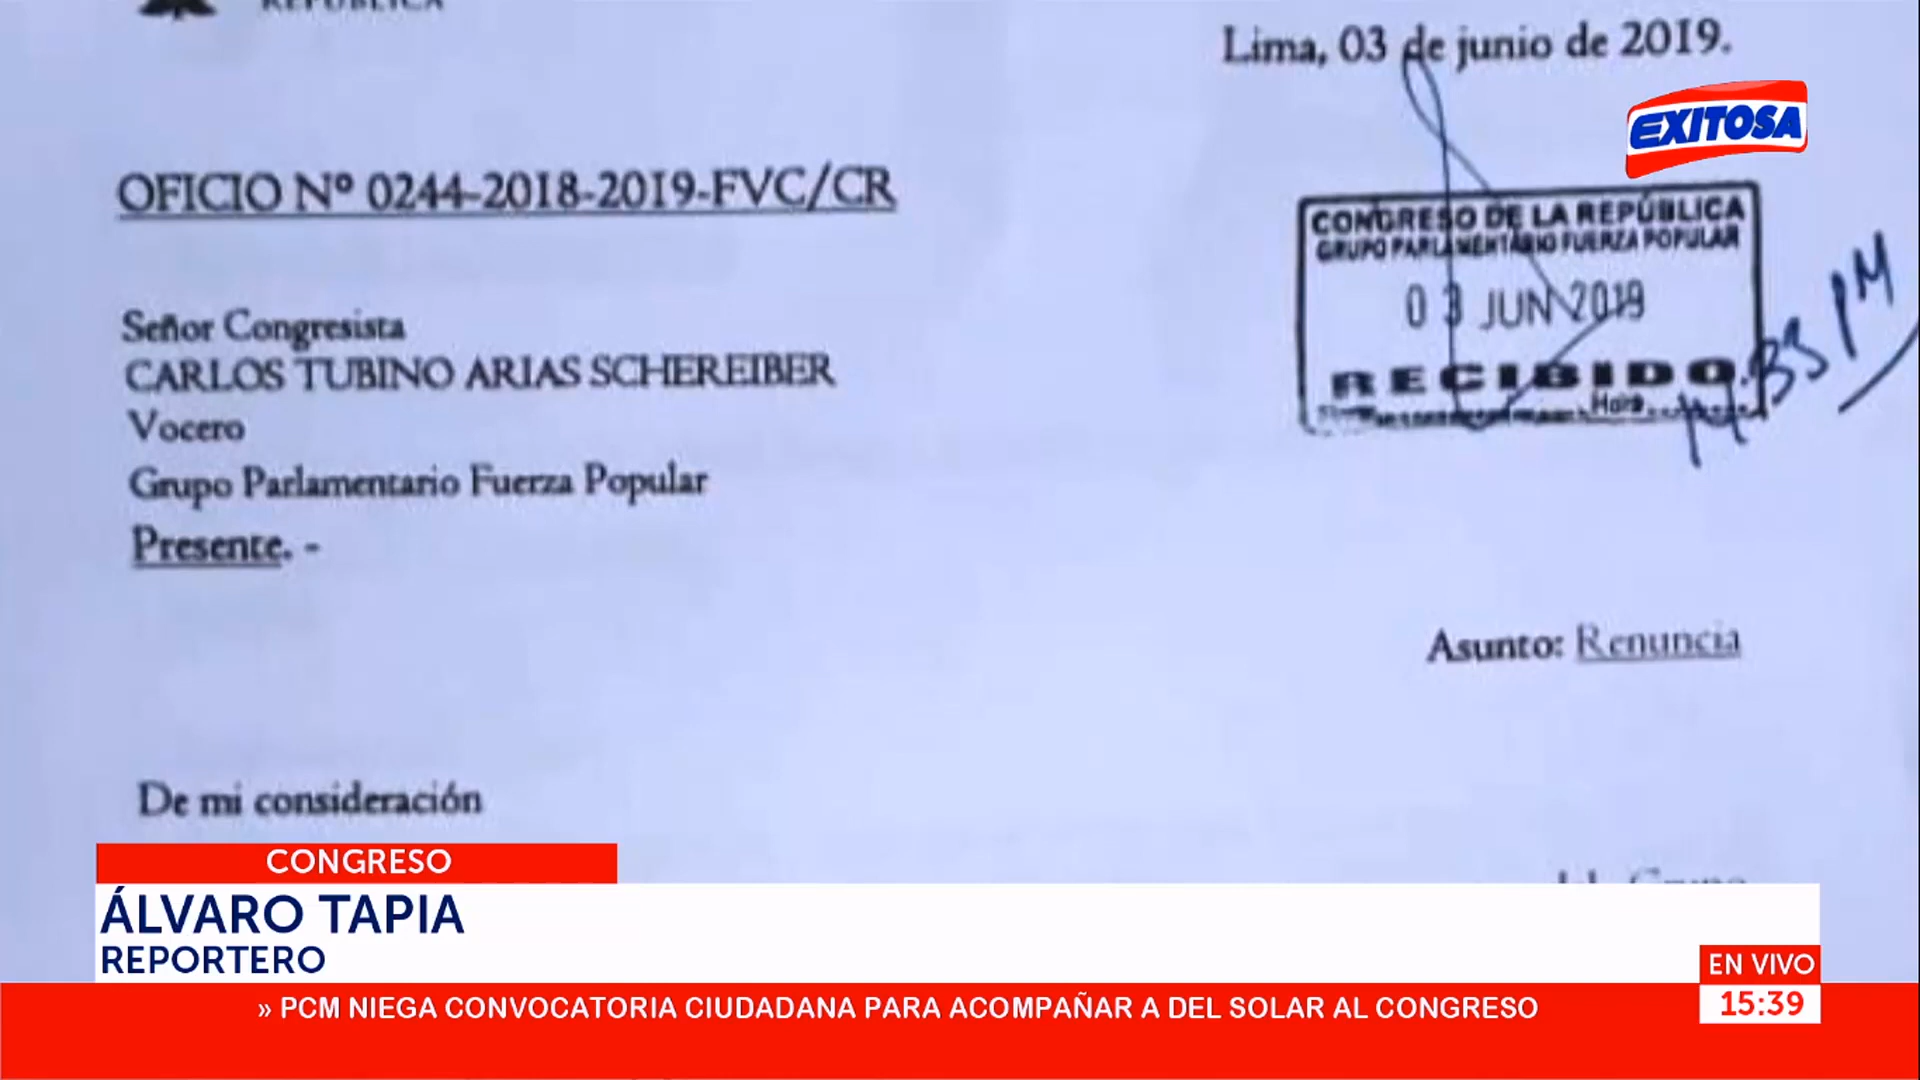 REPÚBLICA
Lima, 03 de junio de 2019.
EXITOSA
OFICIO Nº 0244-2018-2019-FVC/CR
CONGRESO DE LA REPÚBLICA
GRUPO PARLAMENTARIO FUERZA POPULAR
03 JUN 2019
RECIBIDO
Hora
PM
Señor Congresista
CARLOS TUBINO ARIAS SCHEREIBER
Vocero
Grupo Parlamentario Fuerza Popular
Presente. -
Asunto: Renuncia
De mi consideración
CONGRESO
ÁLVARO TAPIA
REPORTERO
EN VIVO
15:39
» PCM NIEGA CONVOCATORIA CIUDADANA PARA ACOMPAÑAR A DEL SOLAR AL CONGRESO